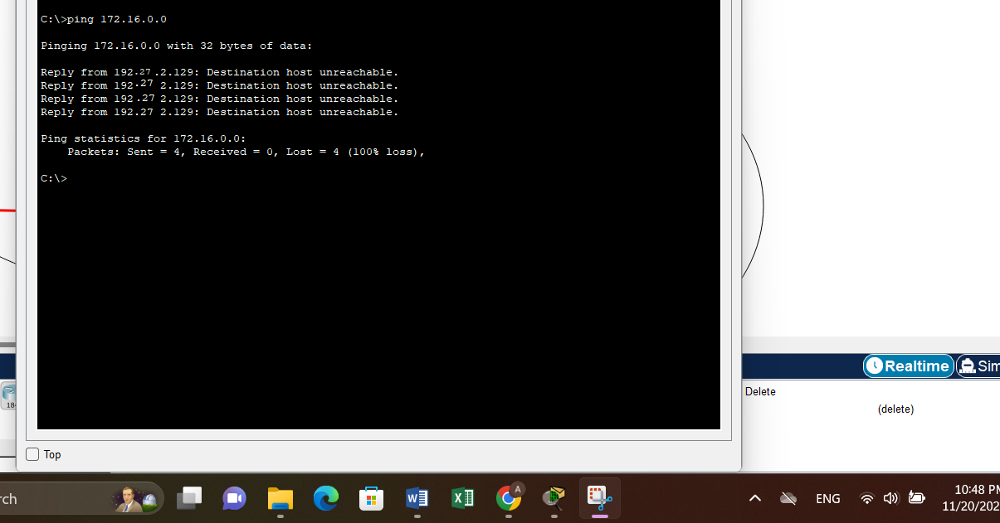 C:\>ping 172.16.0.0
Pinging 172.16.0.0 with 32 bytes of data:
Reply from 192.27.2.129: Destination host unreachable.
Reply from 192.27 2.129: Destination host unreachable.
Reply from 192.27 2.129: Destination host unreachable.
Reply from 192.27 2.129: Destination host unreachable.
Ping statistics for 172.16.0.0:
Packets: Sent = 4, Received = 0, Lost = 4 (100% loss),
C:\>
Realtime
Sim
18
Delete
(delete)
Top
rch
A
W
X
ENG
10:48 PM
11/20/202